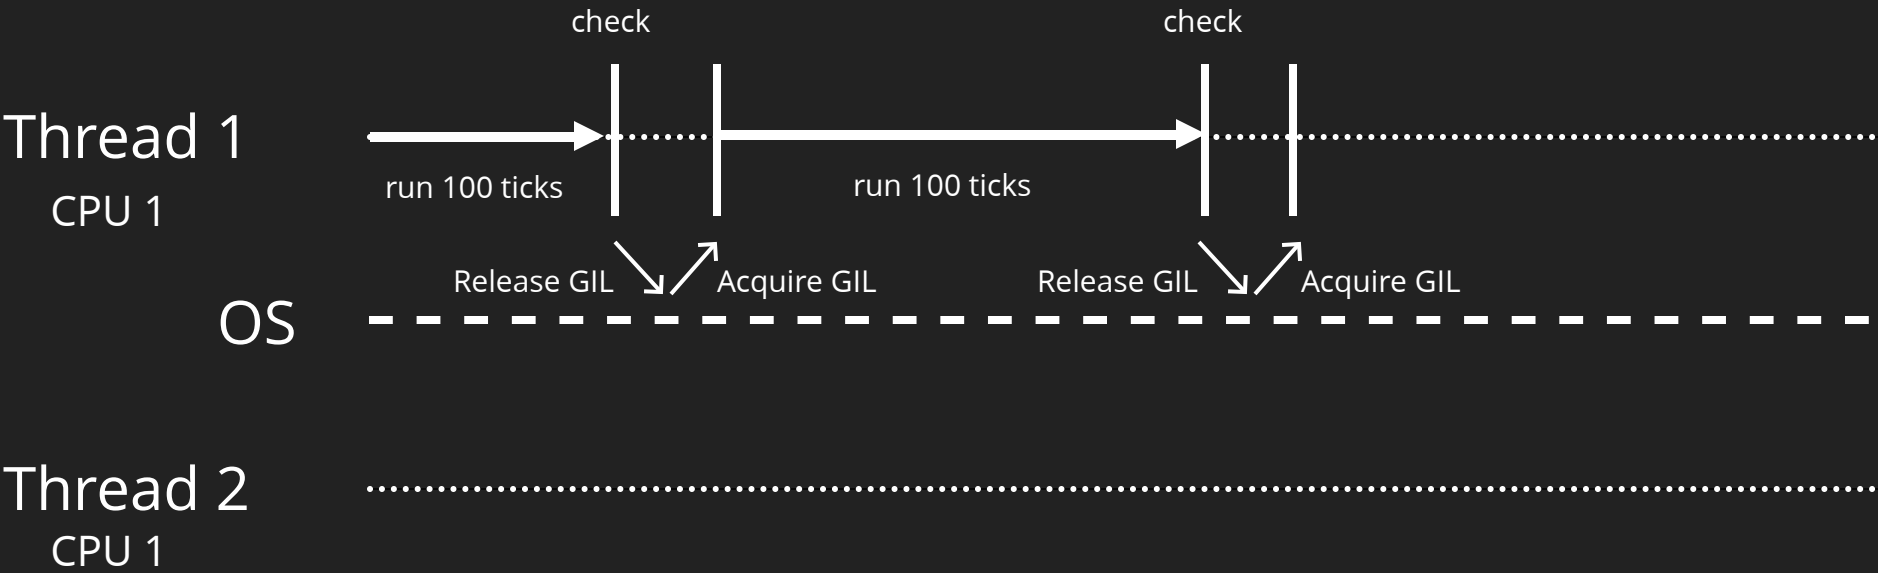 check
check
Thread 1
run 100 ticks
run 100 ticks
CPU 1
Release GIL
Acquire GIL
Release GIL
Acquire GIL
OS
Thread 2
CPU 1